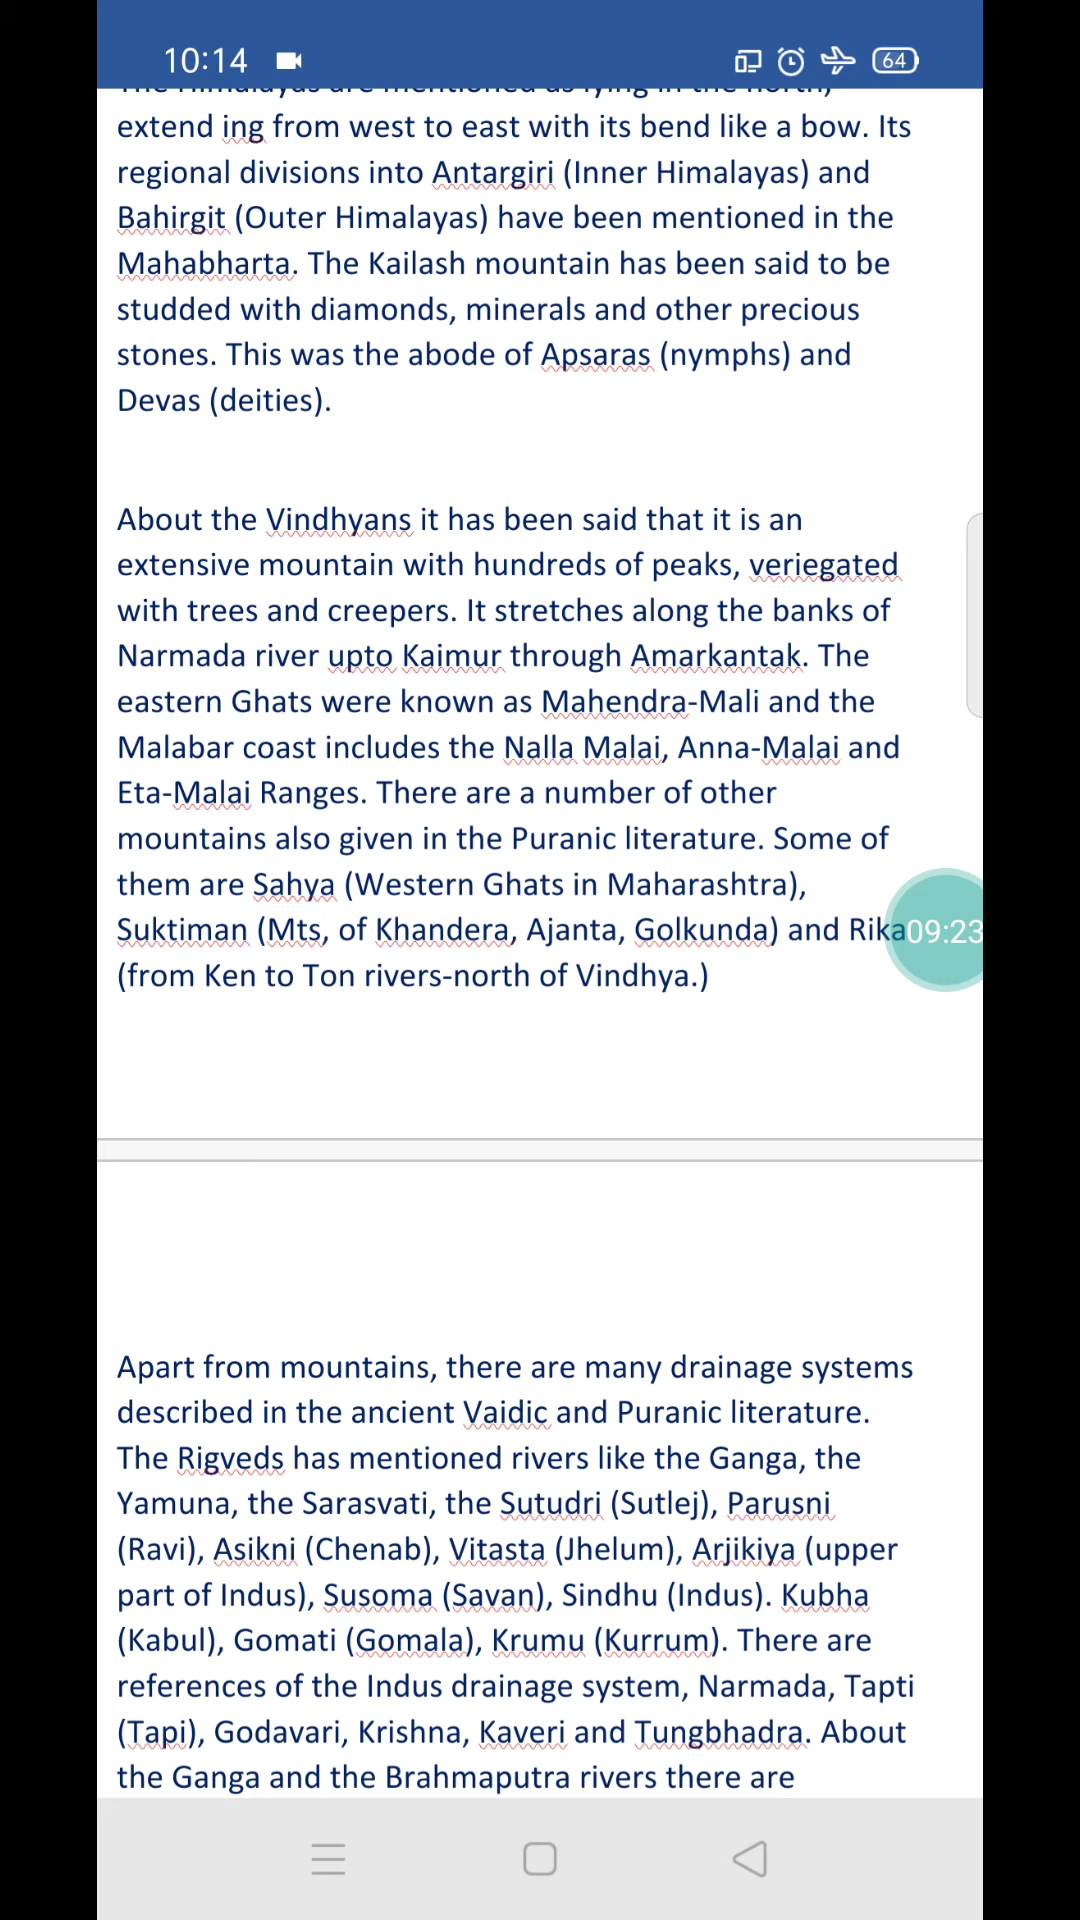 10:14
64
The Himalayas are mentioned as lying in the north,
extend ing from west to east with its bend like a bow. Its
regional divisions into Antargiri (Inner Himalayas) and
Bahirgit (Outer Himalayas) have been mentioned in the
Mahabharta. The Kailash mountain has been said to be
studded with diamonds, minerals and other precious
stones. This was the abode of Apsaras (nymphs) and
Devas (deities).
About the Vindhyans it has been said that it is an
extensive mountain with hundreds of peaks, veriegated
with trees and creepers. It stretches along the banks of
Narmada river upto Kaimur through Amarkantak. The
eastern Ghats were known as Mahendra-Mali and the
Malabar coast includes the Nalla Malai, Anna-Malai and
Eta-Malai Ranges. There are a number of other
mountains also given in the Puranic literature. Some of
them are Sahya (Western Ghats in Maharashtra),
Suktiman (Mts, of Khandera, Ajanta, Golkunda) and Rika
09:23
(from Ken to Ton rivers-north of Vindhya.)
Apart from mountains, there are many drainage systems
described in the ancient Vaidic and Puranic literature.
The Rigveds has mentioned rivers like the Ganga, the
Yamuna, the Sarasvati, the Sutudri (Sutlej), Parusni
(Ravi), Asikni (Chenab), Vitasta (Jhelum), Arjikiya (upper
part of Indus), Susoma (Savan), Sindhu (Indus). Kubha
(Kabul), Gomati (Gomala), Krumu (Kurrum). There are
references of the Indus drainage system, Narmada, Tapti
(Tapi), Godavari, Krishna, Kaveri and Tungbhadra. About
the Ganga and the Brahmaputra rivers there are